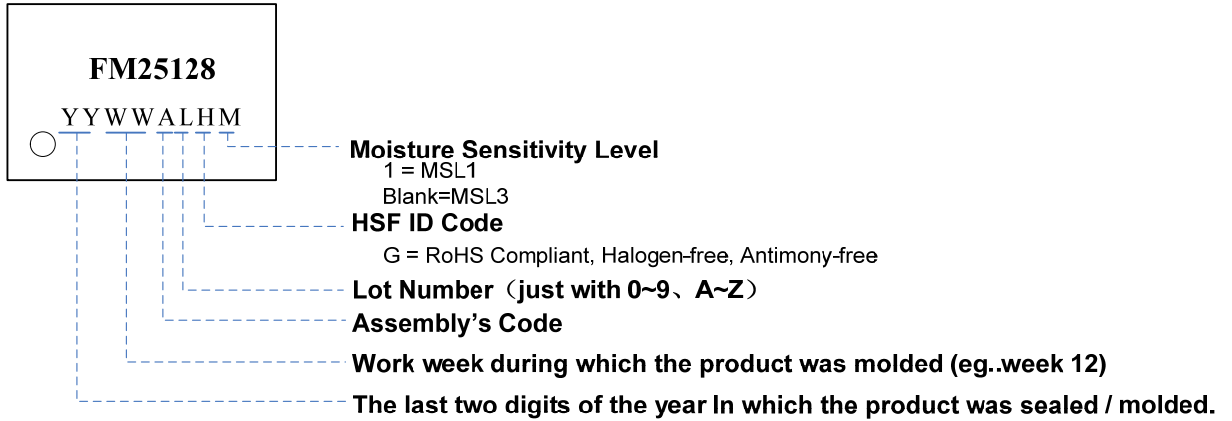 FM25128
YYWWALHM
Moisture Sensitivity Level
1 = MSL1
Blank=MSL3
HSF ID Code
G = RoHS Compliant, Halogen-free, Antimony-free
Lot Number（just with 0~9、A~Z）
Assembly’s Code
Work week during which the product was molded (eg..week 12)
The last two digits of the year In which the product was sealed / molded.